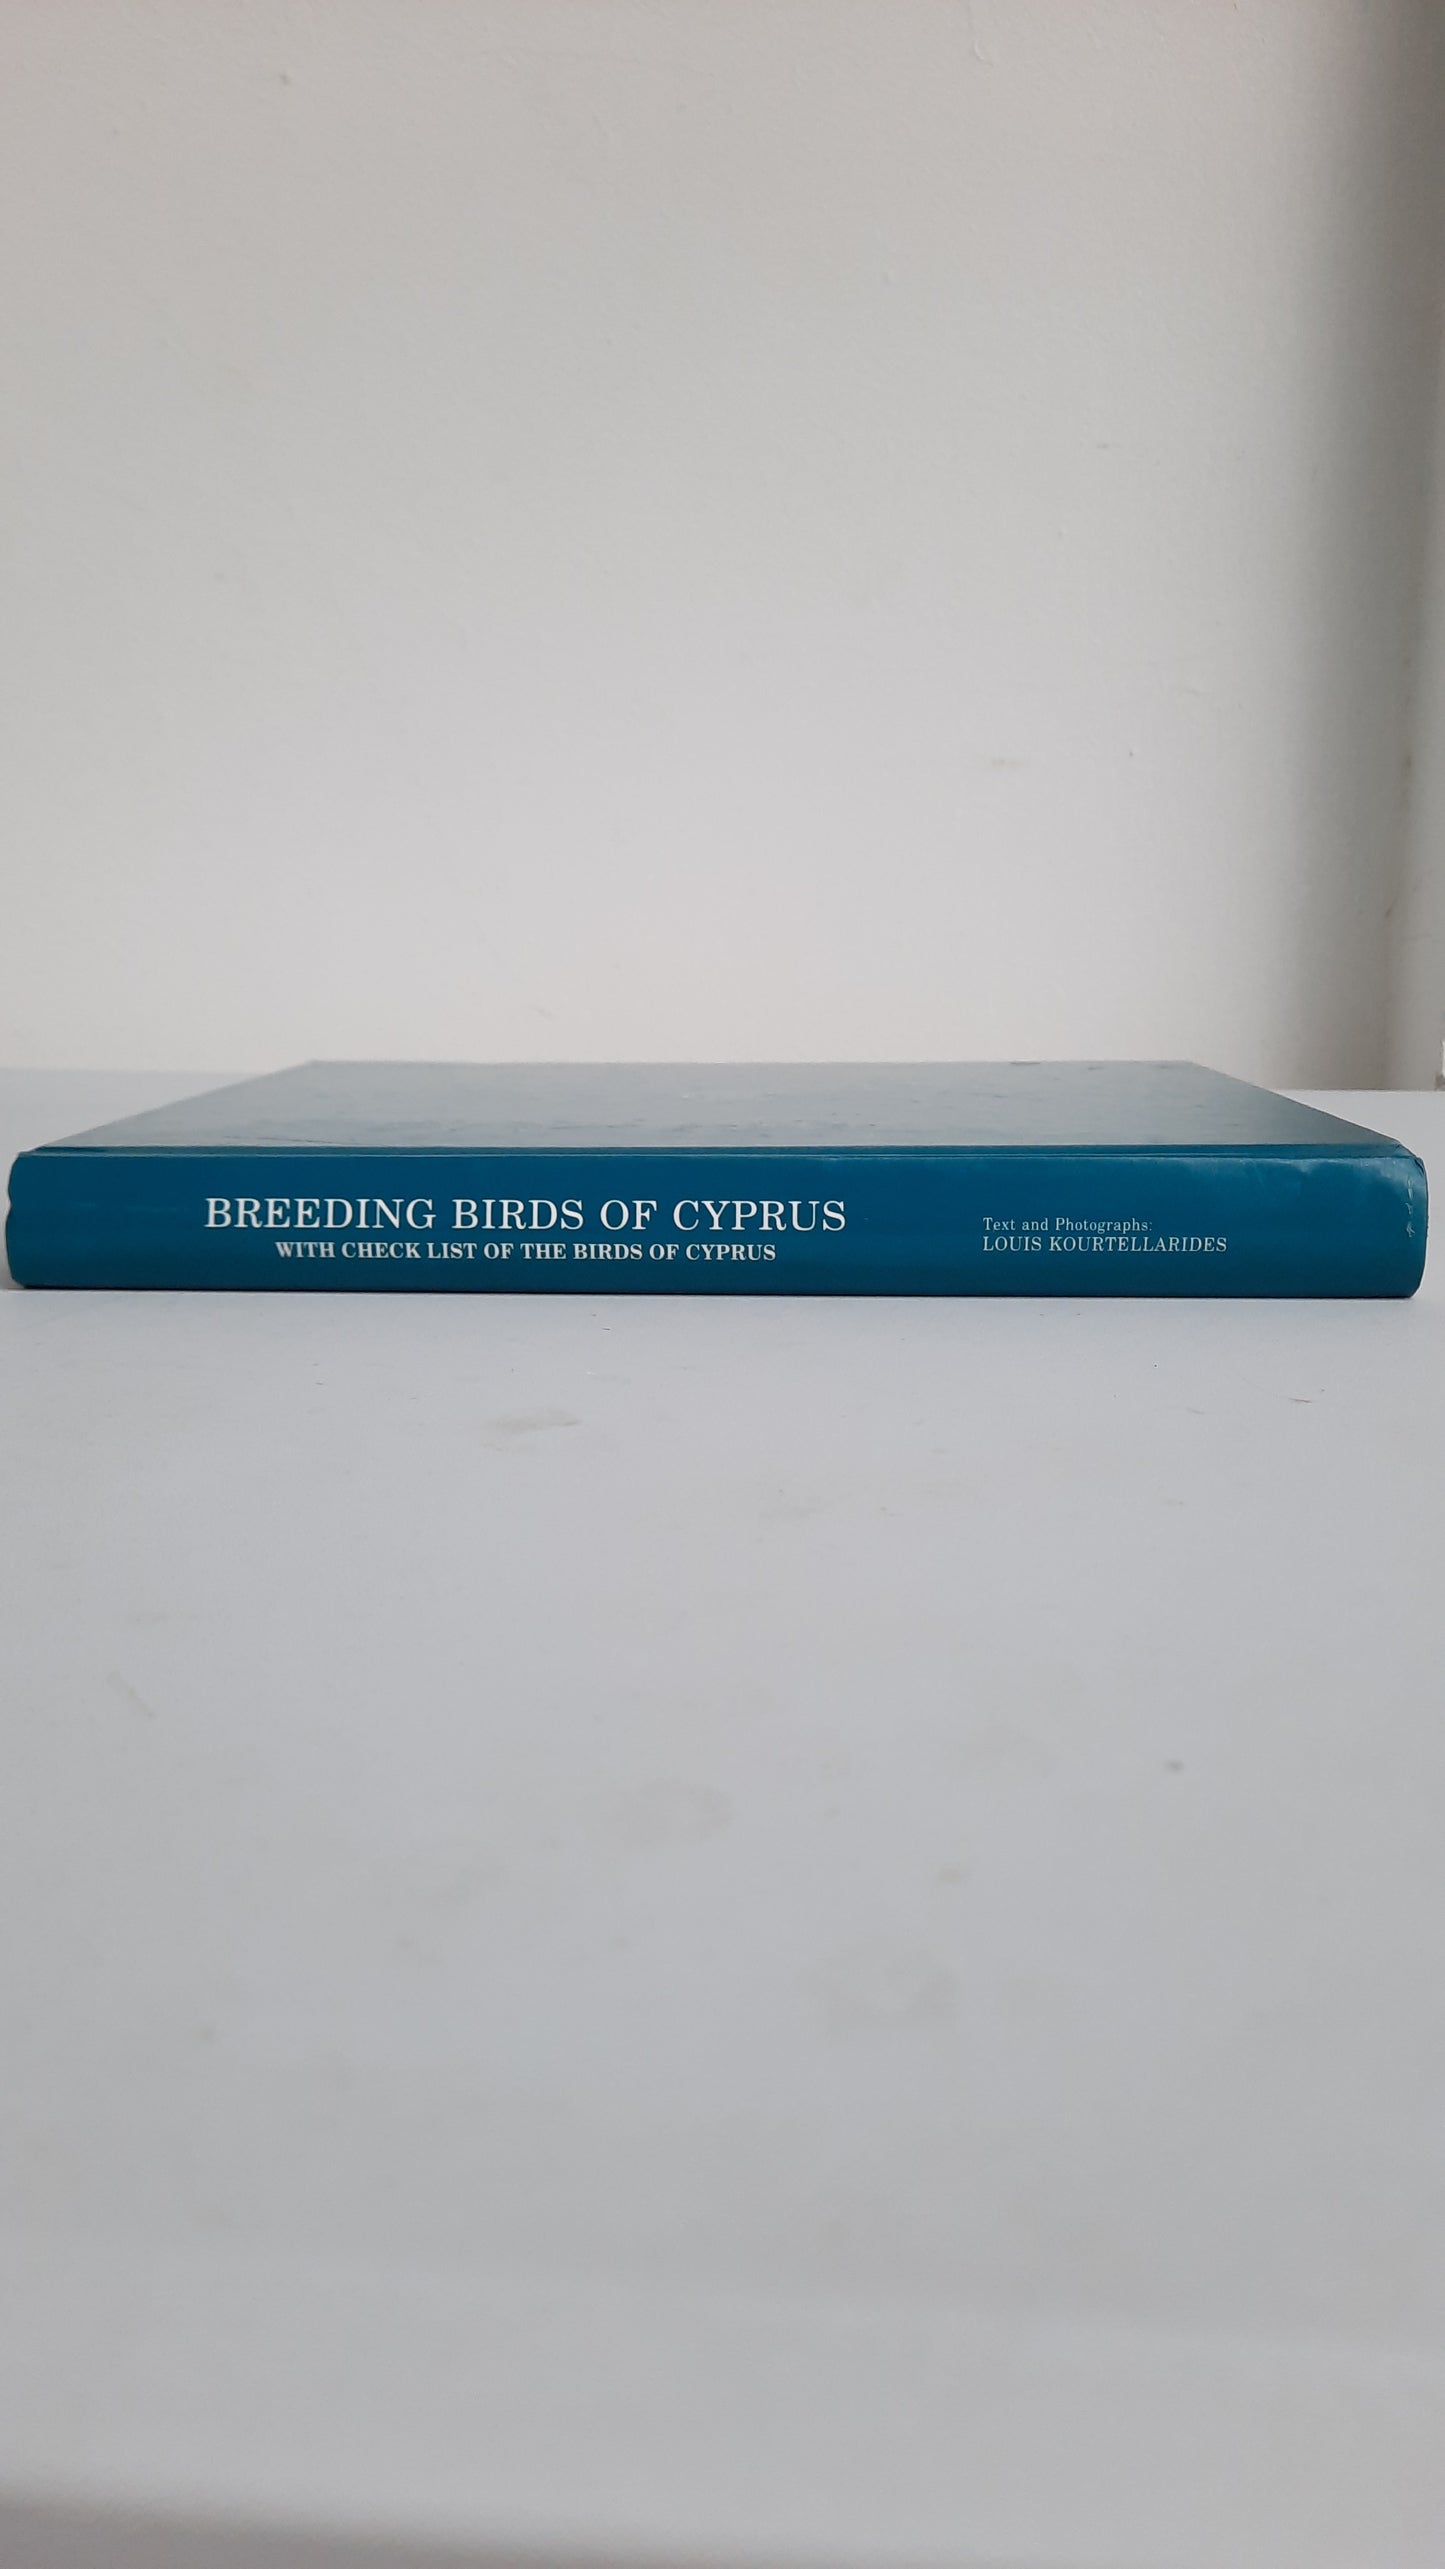 BREEDING BIRDS OF CYPRUS
WITH CHECK LIST OF THE BIRDS OF CYPRUS
Text and Photographs:
LOUIS KOURTELLARIDES